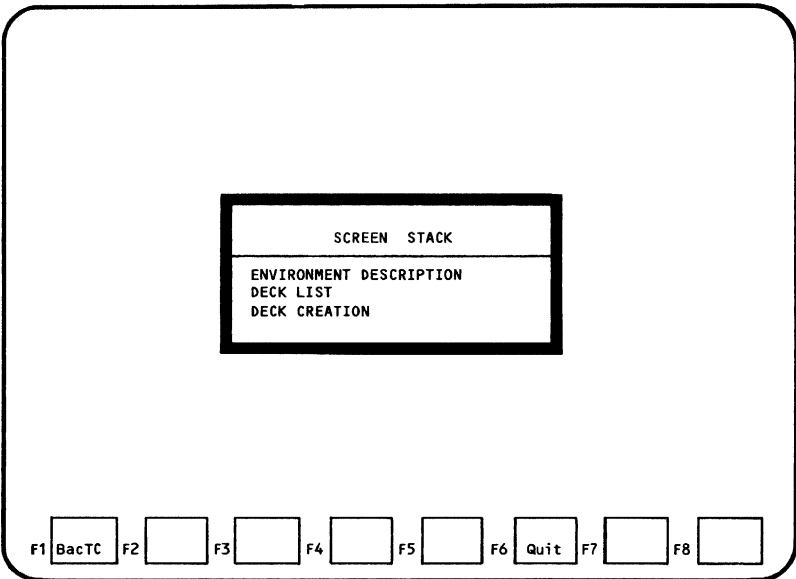 SCREEN STACK
ENVIRONMENT DESCRIPTION
DECK LIST
DECK CREATION
F1 BacTC F2 F3 F4 F5 F6 Quit F7 F8